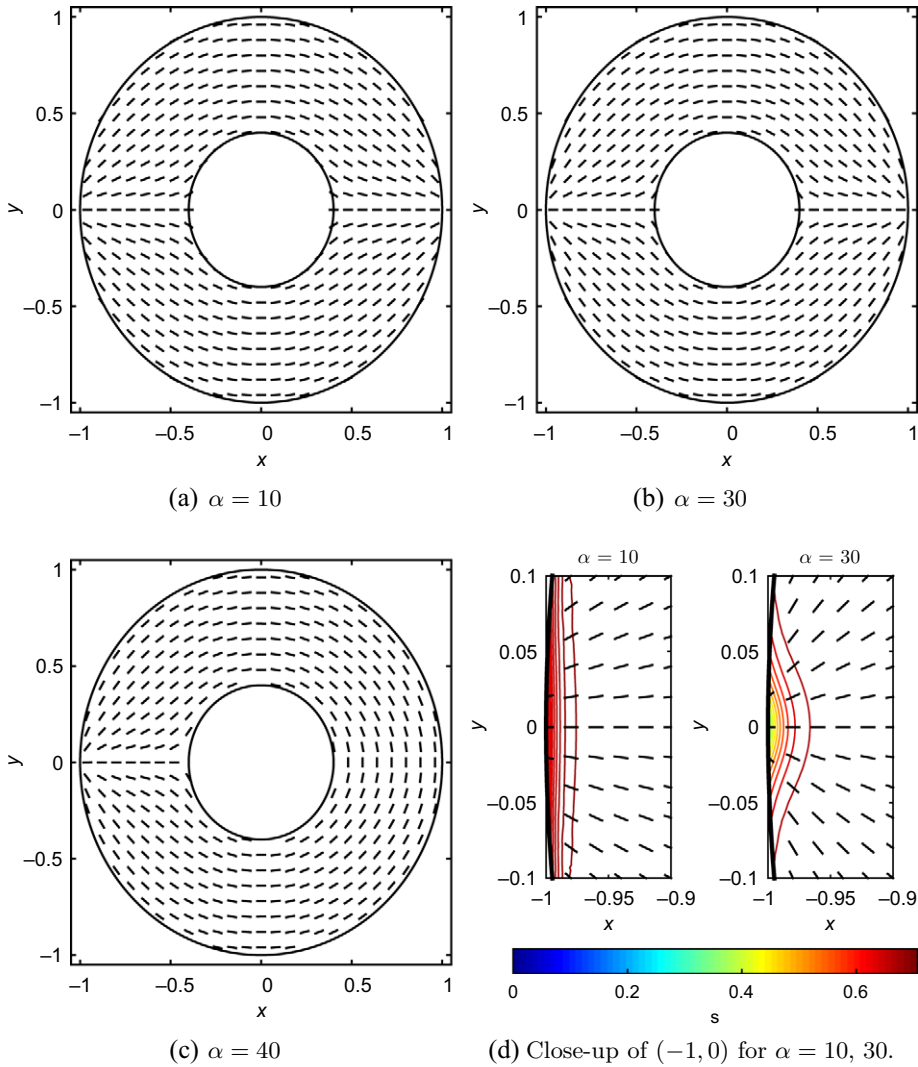 1
0.5
0
–0.5
–1
y
–1
–0.5
0
0.5
1
x
(a) α = 10
1
0.5
0
–0.5
–1
y
–1
–0.5
0
0.5
1
x
(b) α = 30
1
0.5
0
–0.5
–1
y
–1
–0.5
0
0.5
1
x
(c) α = 40
α = 10
0.1
0.05
0
–0.05
–0.1
y
–1
–0.95
–0.9
x
α = 30
0.1
0.05
0
–0.05
–0.1
y
–1
–0.95
–0.9
x
0
0.2
0.4
0.6
s
(d) Close-up of (−1, 0) for α = 10, 30.